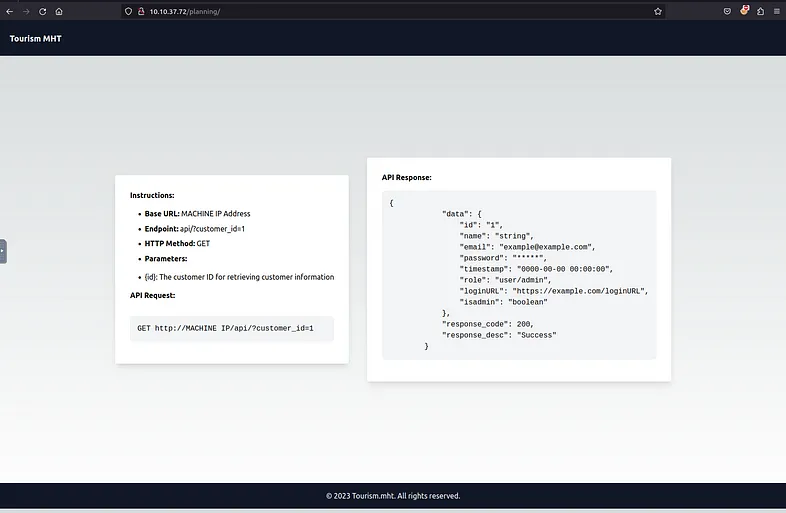 10.10.37.72/planning/
Tourism MHT
Instructions:
• Base URL: MACHINE IP Address
• Endpoint: api/?customer_id=1
• HTTP Method: GET
• Parameters:
• {id}: The customer ID for retrieving customer information
API Request:
GET http://MACHINE IP/api/?customer_id=1
API Response:
{
"data": {
"id": "1",
"name": "string",
"email": "example@example.com",
"password": "*****",
"timestamp": "0000-00-00 00:00:00",
"role": "user/admin",
"loginURL": "https://example.com/loginURL",
"isadmin": "boolean"
},
"response_code": 200,
"response_desc": "Success"
}
© 2023 Tourism.mht. All rights reserved.